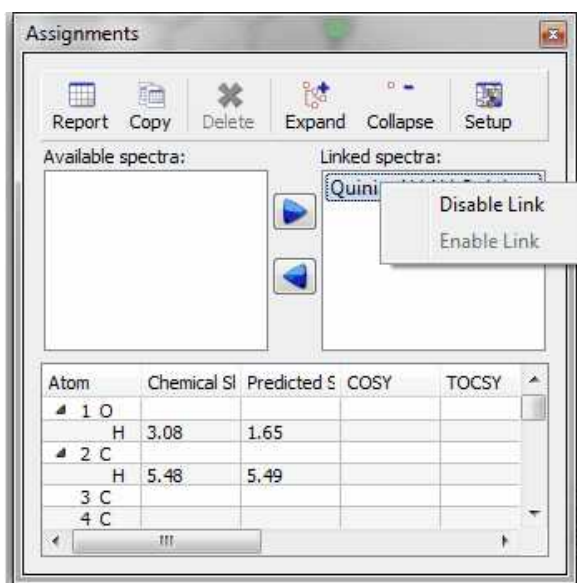 Assignments
Report Copy Delete Expand Collapse Setup
Available spectra: Linked spectra:
Disable Link
Enable Link
Atom Chemical Predicted COSY TOCSY
1 O
H 3.08 1.65
2 C
H 5.48 5.49
3 C
4 C